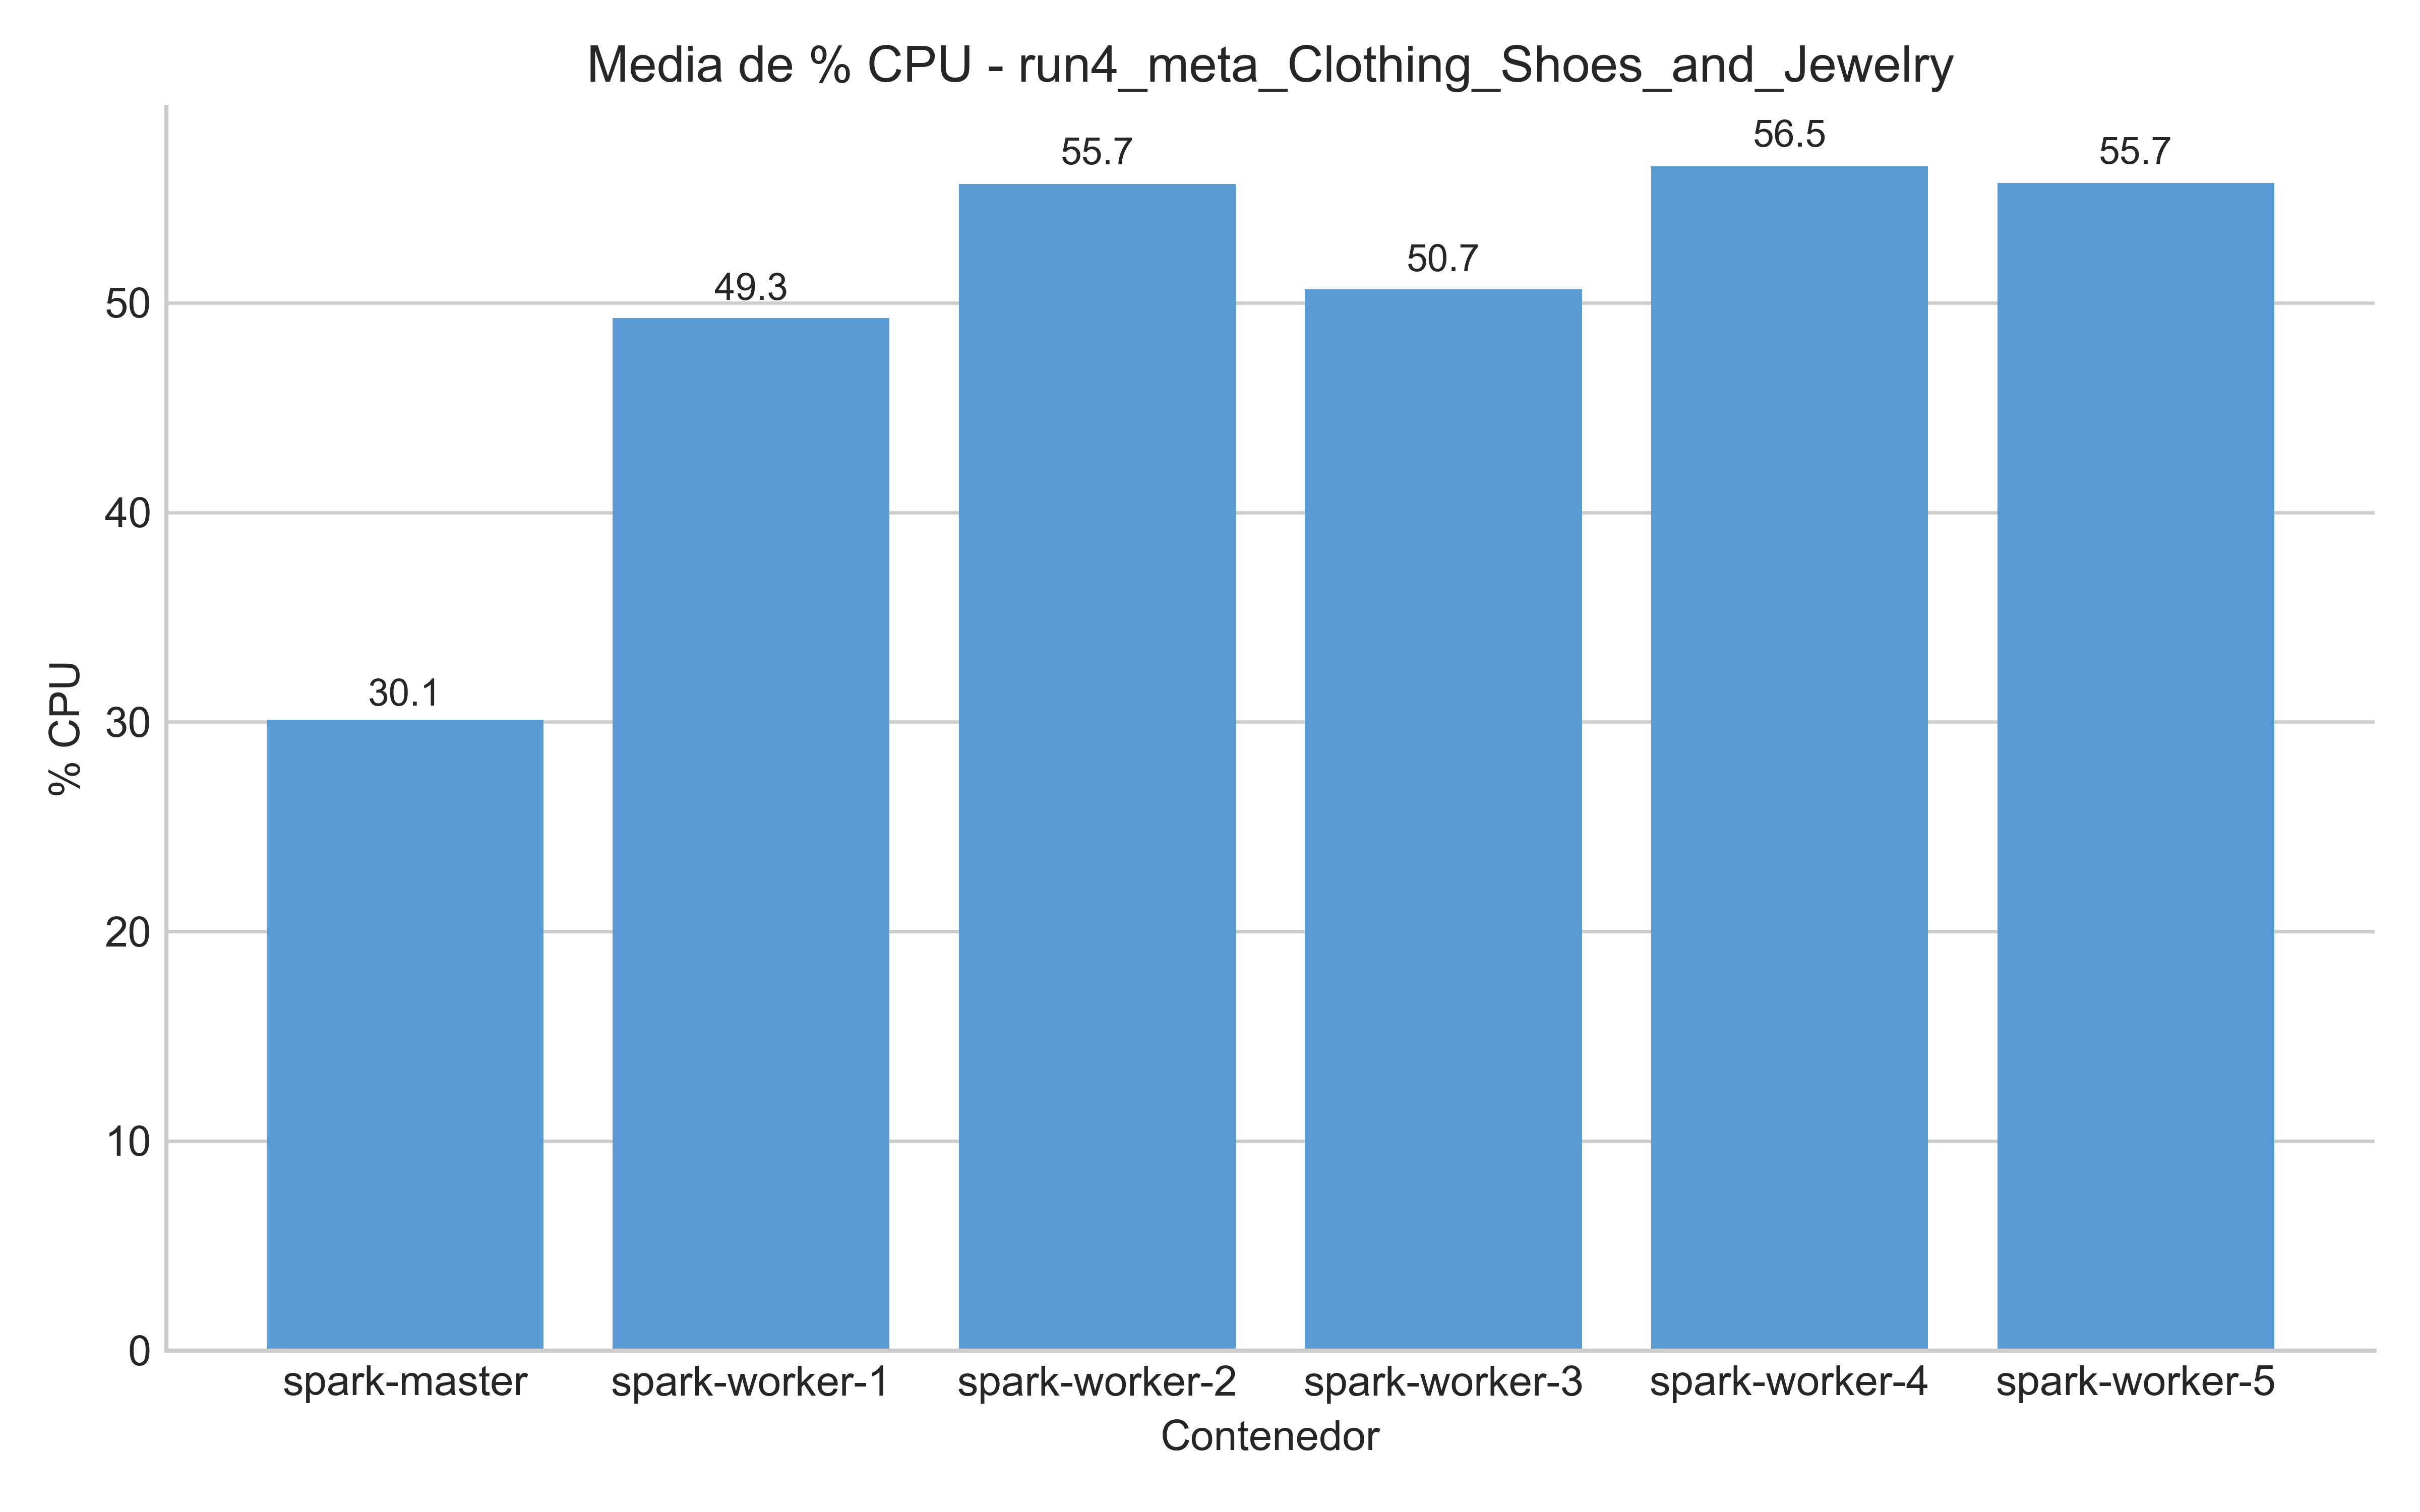 Media de % CPU - run4_meta_Clothing_Shoes_and_Jewelry
% CPU
50
40
30
20
10
0
30.1
49.3
55.7
50.7
56.5
55.7
spark-master
spark-worker-1
spark-worker-2
spark-worker-3
spark-worker-4
spark-worker-5
Contenedor